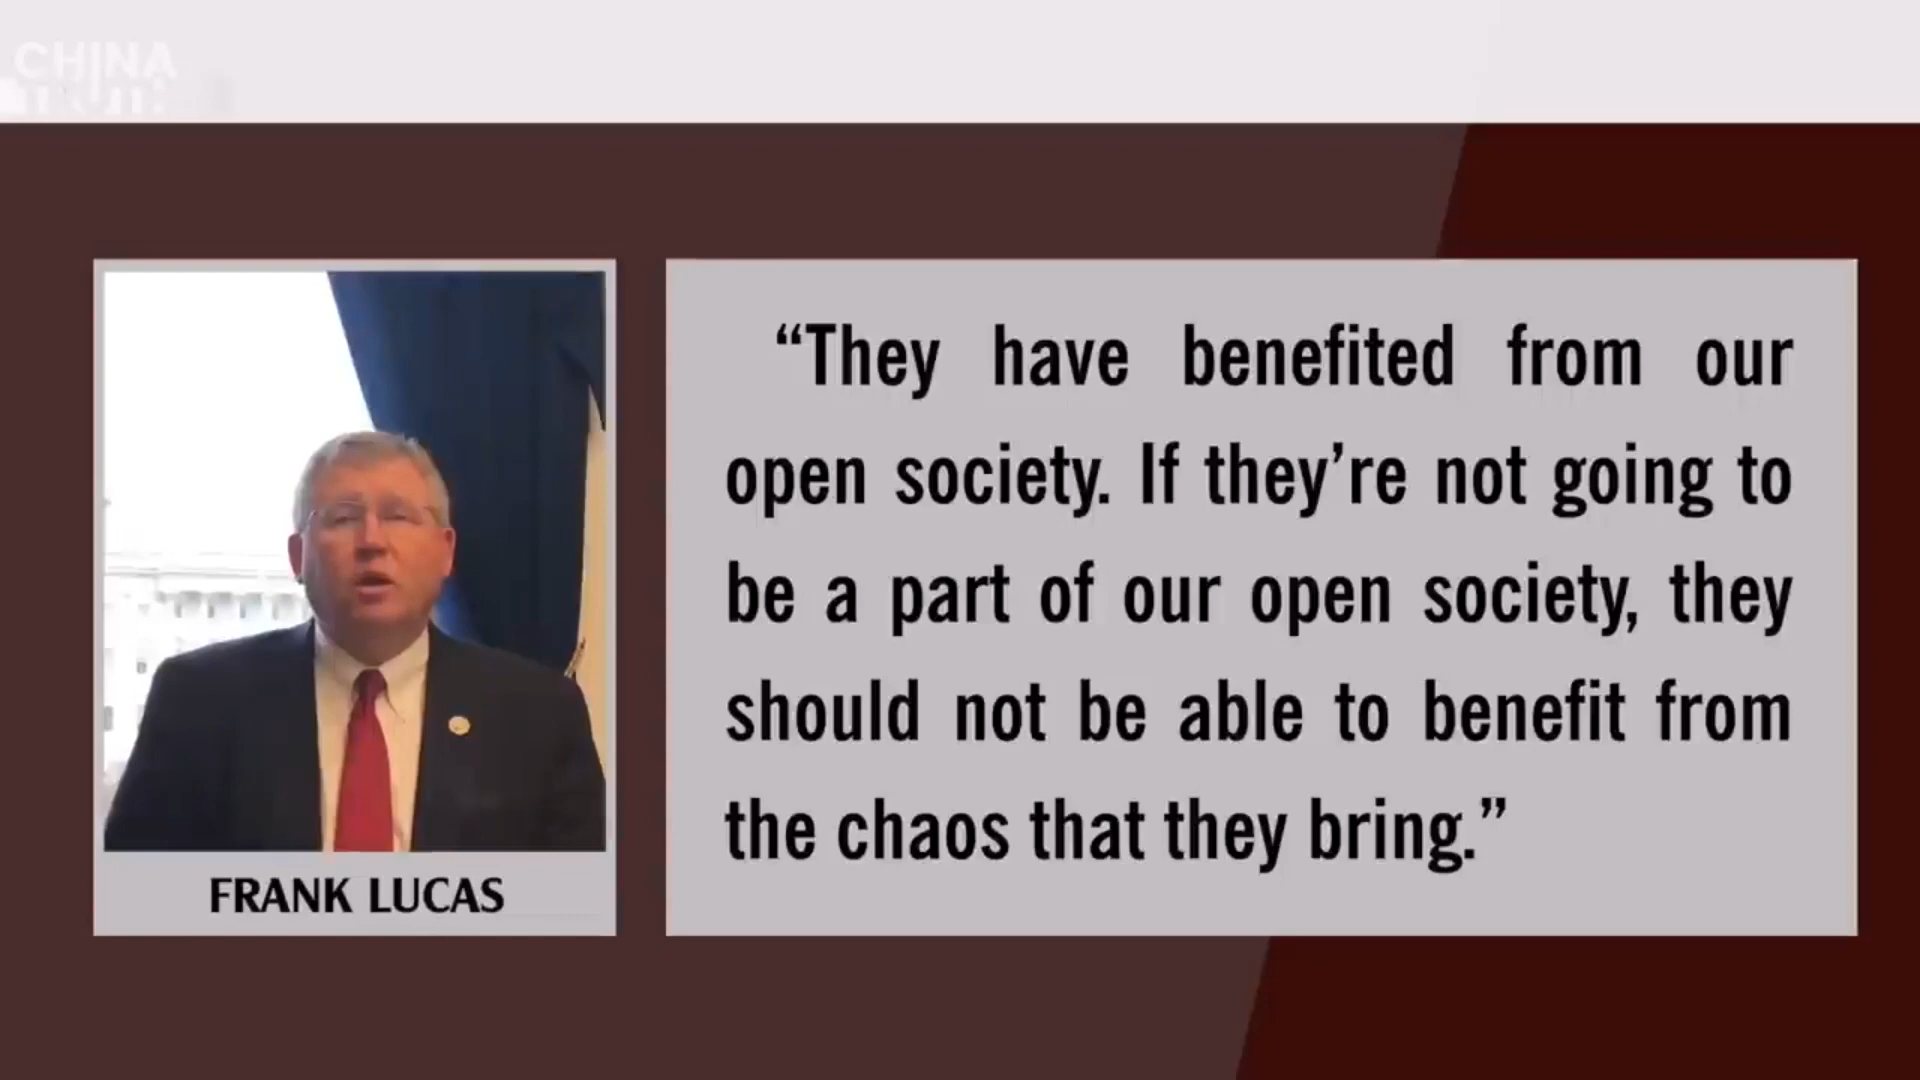 CHINA
“They have benefited from our
open society. If they’re not going to
be a part of our open society, they
should not be able to benefit from
the chaos that they bring.”
FRANK LUCAS